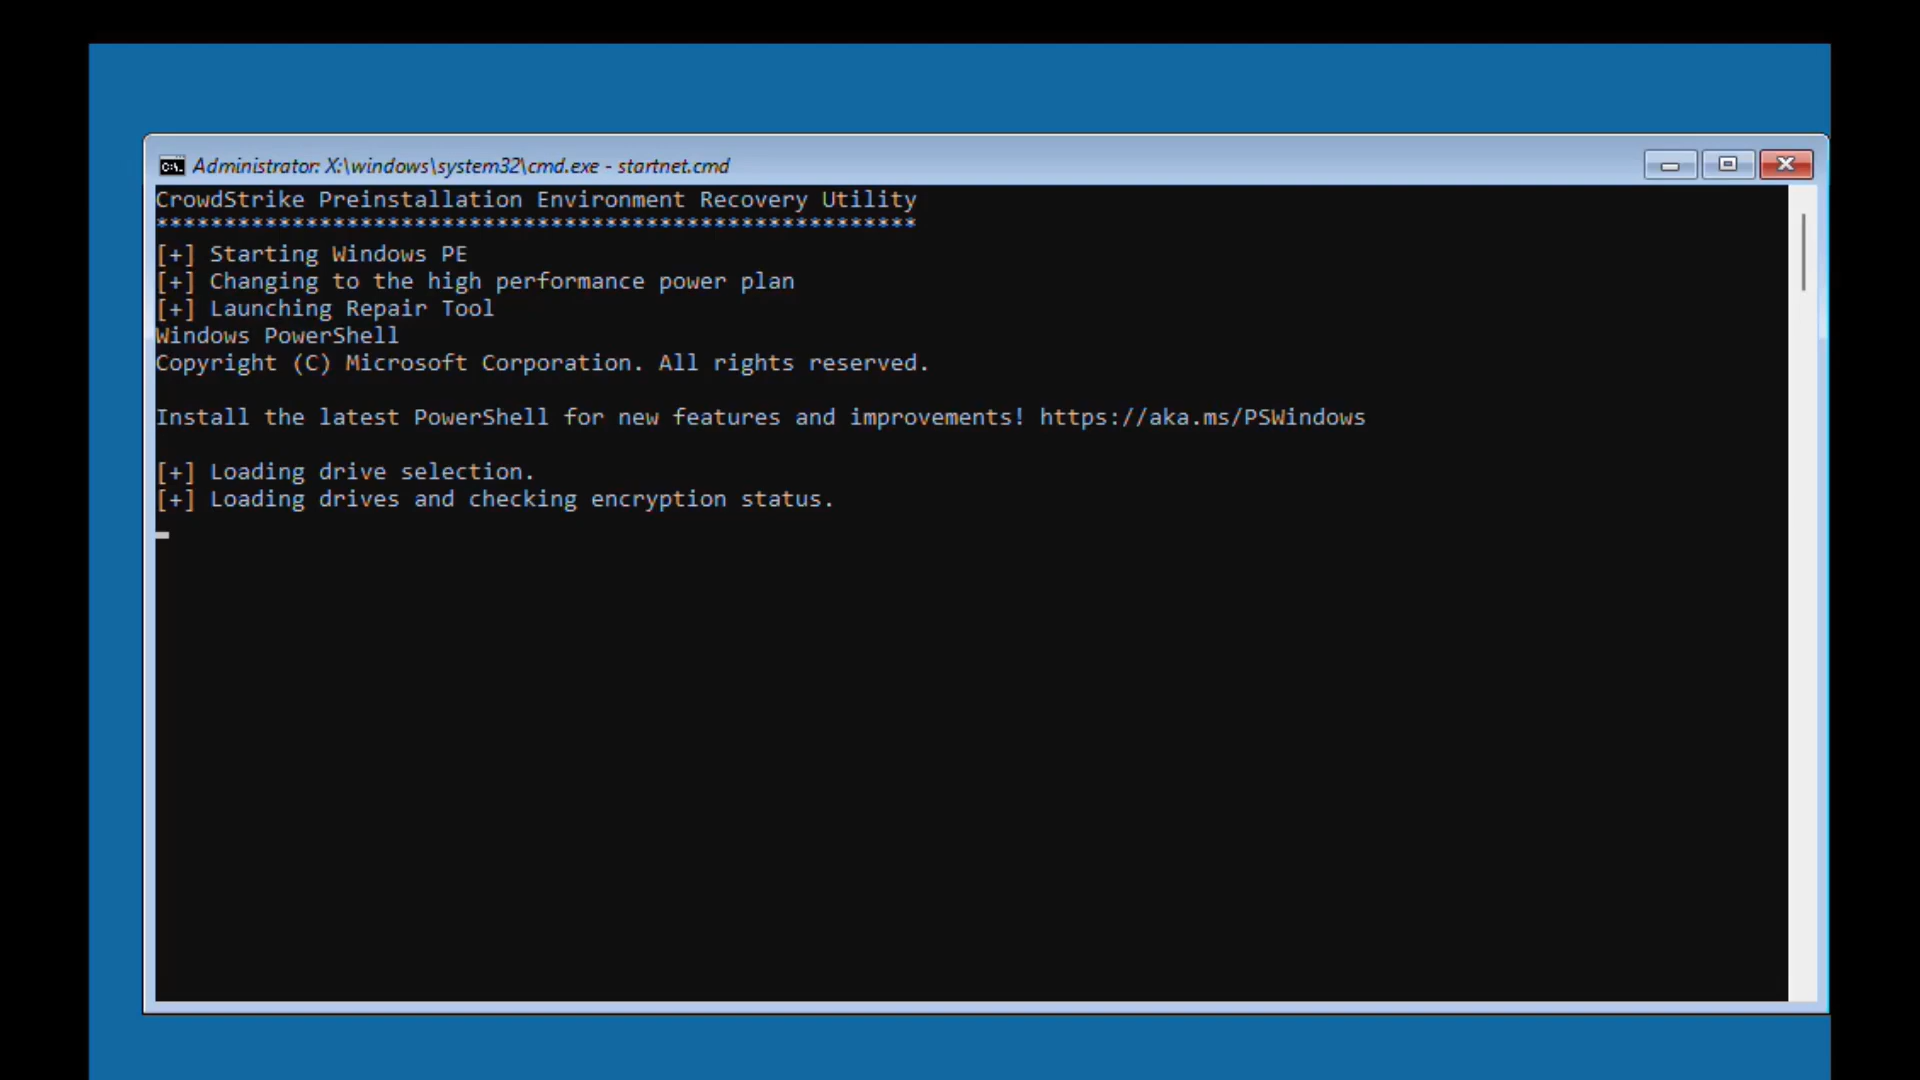 Administrator: X:\windows\system32\cmd.exe - startnet.cmd
CrowdStrike Preinstallation Environment Recovery Utility
********************************************************
[+] Starting Windows PE
[+] Changing to the high performance power plan
[+] Launching Repair Tool
Windows PowerShell
Copyright (C) Microsoft Corporation. All rights reserved.
Install the latest PowerShell for new features and improvements! https://aka.ms/PSWindows
[+] Loading drive selection.
[+] Loading drives and checking encryption status.